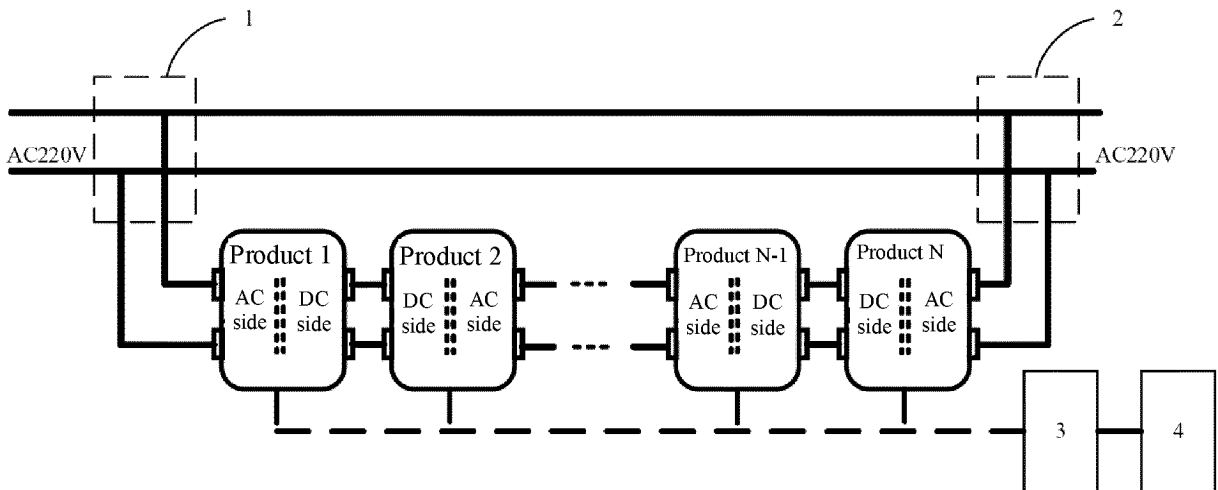 1
2
AC220V
AC220V
Product 1
Product 2
Product N-1
Product N
AC side
DC side
DC side
AC side
AC side
DC side
DC side
AC side
3
4